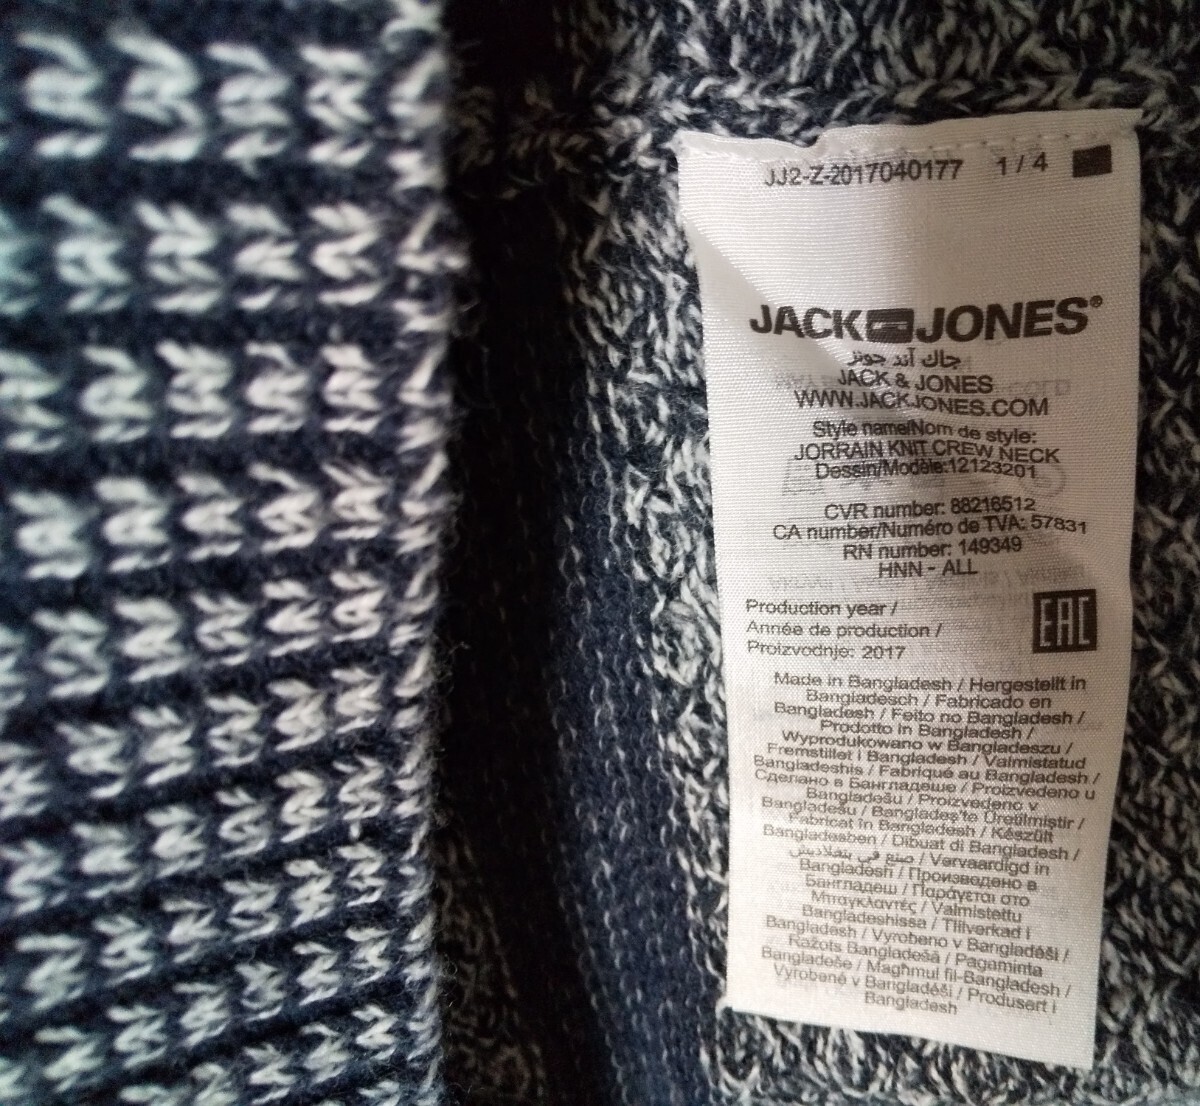 JJ2-Z-2017040177 1 / 4
JACK JONES®
جاك آند جونز
JACK & JONES
WWW.JACKJONES.COM
Style name/Nom de style:
JORRAIN KNIT CREW NECK
Dessin/Modèle:12123201
CVR number: 88216512
CA number/Numéro de TVA: 57831
RN number: 149349
HNN - ALL
Production year /
Année de production /
Proizvodnje: 2017
EAC
Made in Bangladesh / Hergestellt in
Bangladesch / Fabricado en
Bangladesh / Feito no Bangladesh /
Prodotto in Bangladesh /
Wyprodukowano w Bangladeszu /
Fremstillet i Bangladesh / Valmistatud
Bangladeshis / Fabriqué au Bangladesh /
Сделано в Бангладеше / Proizvedeno u
Bangladešu / Proizvedeno v
Bangladešu / Bangladeş'te Üretilmiştir /
Fabricat în Bangladesh / Készült
Bangladesben / Dibuat di Bangladesh /
صنع في بنغلاديش / Vervaardigd in
Bangladesh / Произведено в
Бангладеш / Παράγεται στο
Μπαγκλαντές / Valmistettu
Bangladeshissa / Tillverkad i
Bangladesh / Vyrobeno v Bangladéši /
Ražots Bangladešā / Pagaminta
Bangladeše / Magħmul fil-Bangladesh /
Vyrobené v Bangladéši / Produsert i
Bangladesh